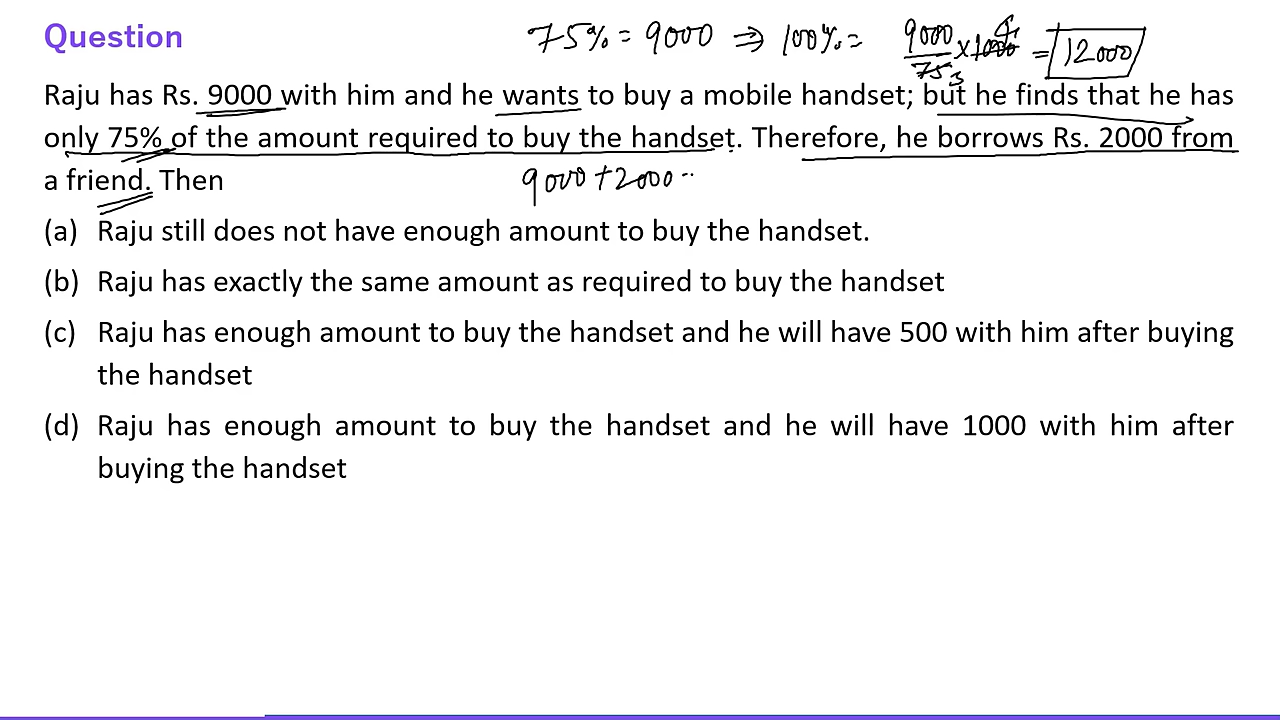 Question
75% = 9000 ⇒ 100% = 9000/75 × 100 = 12000
3 4
Raju has Rs. 9000 with him and he wants to buy a mobile handset; but he finds that he has
only 75% of the amount required to buy the handset. Therefore, he borrows Rs. 2000 from
a friend. Then
9000 + 2000 =
(a) Raju still does not have enough amount to buy the handset.
(b) Raju has exactly the same amount as required to buy the handset
(c) Raju has enough amount to buy the handset and he will have 500 with him after buying
the handset
(d) Raju has enough amount to buy the handset and he will have 1000 with him after
buying the handset